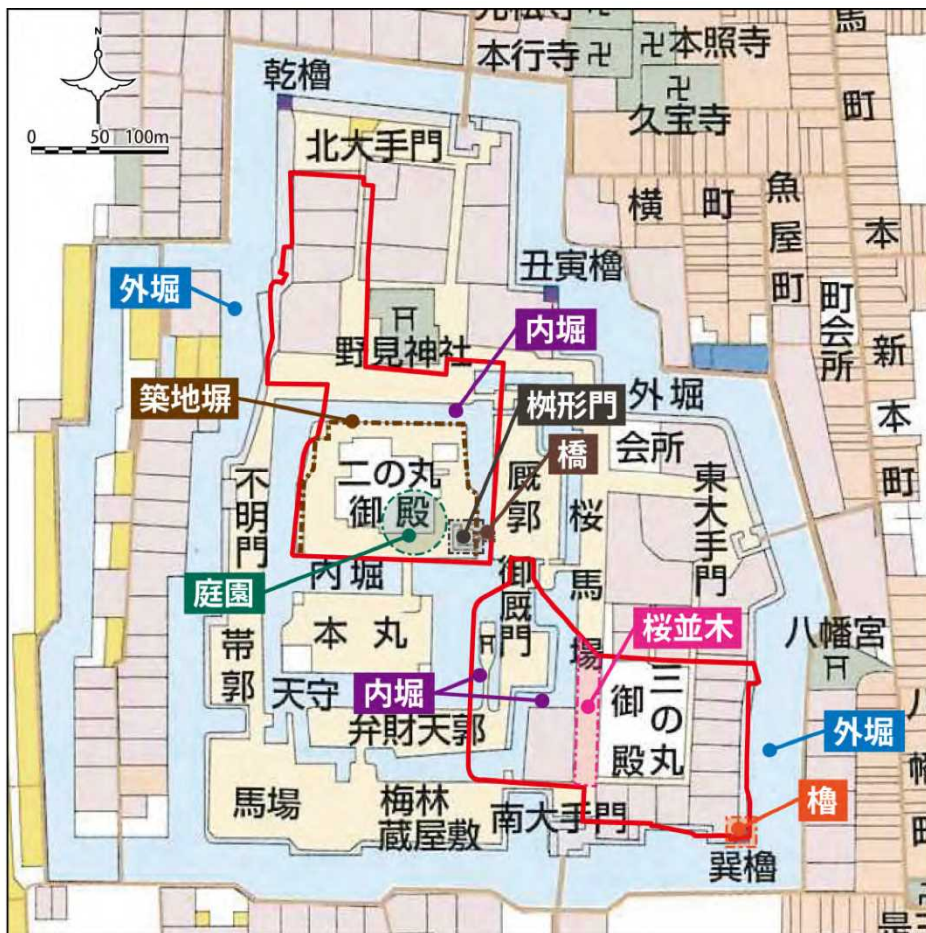 N
0 50 100m
乾櫓
北大手門
本行寺
本照寺
久宝寺
馬町
横町
魚屋町
本町
新本町
町会所
丑寅櫓
外堀
内堀
野見神社
築地塀
桝形門
橋
外堀
会所
東大手門
二の丸御殿
厩郭
桜馬場
不明門
庭園
内堀
御厩門
桜並木
八幡宮
本丸
帯郭
天守
内堀
弁財天郭
三の丸御殿
外堀
馬場
梅林
蔵屋敷
南大手門
櫓
巽櫓